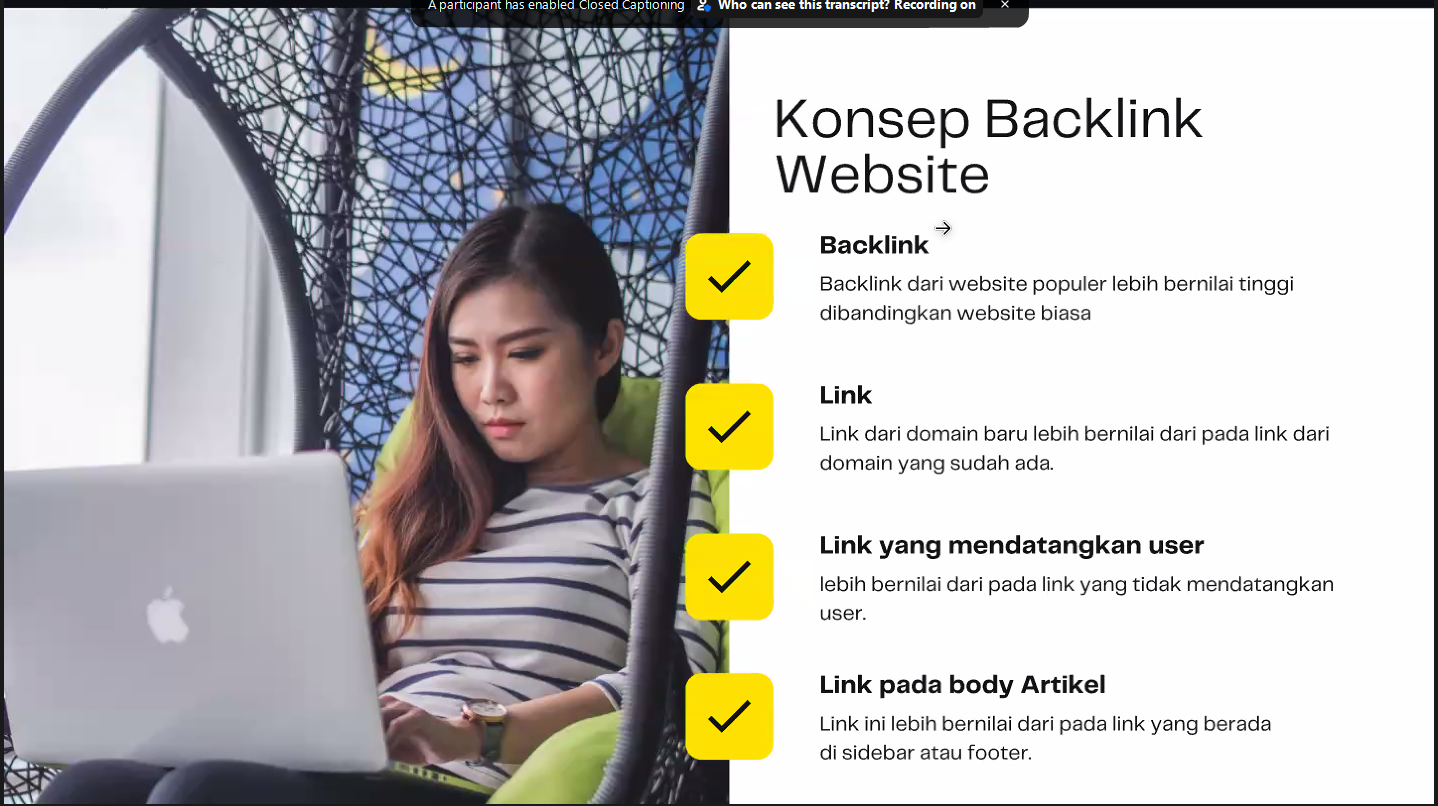 A participant has enabled Closed Captioning Who can see this transcript? Recording on
Konsep Backlink
Website
Backlink
Backlink dari website populer lebih bernilai tinggi
dibandingkan website biasa
Link
Link dari domain baru lebih bernilai dari pada link dari
domain yang sudah ada.
Link yang mendatangkan user
lebih bernilai dari pada link yang tidak mendatangkan
user.
Link pada body Artikel
Link ini lebih bernilai dari pada link yang berada
di sidebar atau footer.